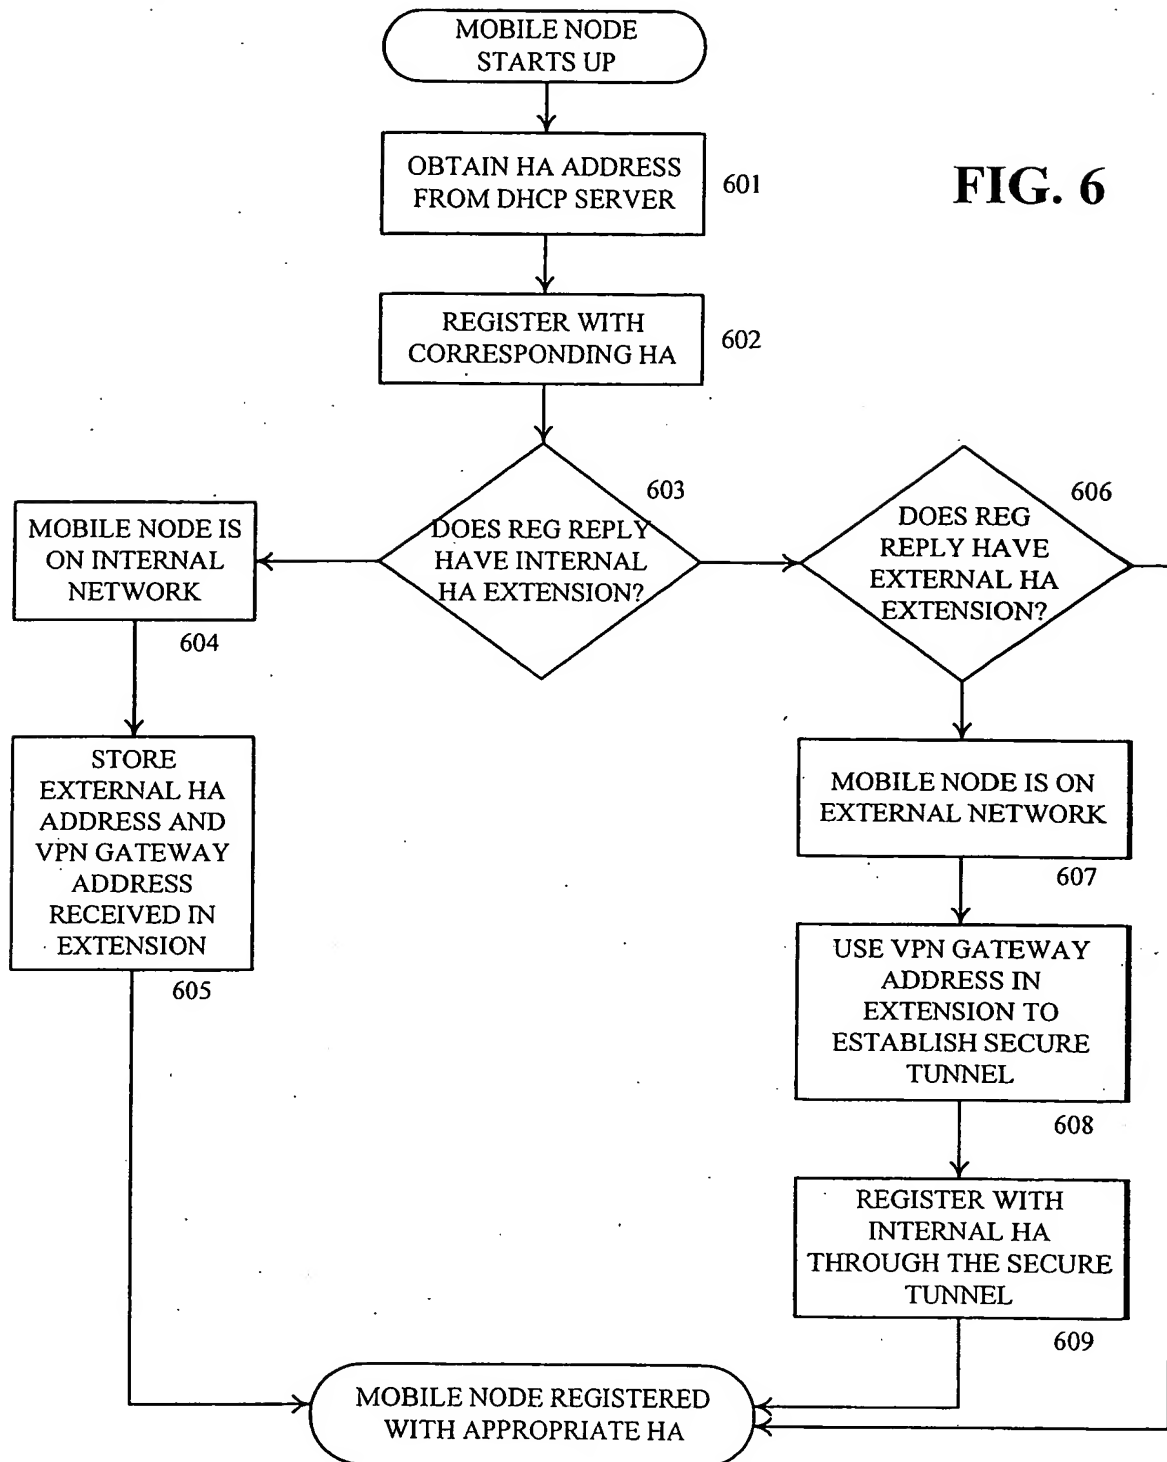 MOBILE NODE
STARTS UP
OBTAIN HA ADDRESS
FROM DHCP SERVER
601
FIG. 6
REGISTER WITH
CORRESPONDING HA
602
603
DOES REG REPLY
HAVE INTERNAL
HA EXTENSION?
606
DOES REG
REPLY HAVE
EXTERNAL HA
EXTENSION?
MOBILE NODE IS
ON INTERNAL
NETWORK
604
STORE
EXTERNAL HA
ADDRESS AND
VPN GATEWAY
ADDRESS
RECEIVED IN
EXTENSION
605
MOBILE NODE IS ON
EXTERNAL NETWORK
607
USE VPN GATEWAY
ADDRESS IN
EXTENSION TO
ESTABLISH SECURE
TUNNEL
608
REGISTER WITH
INTERNAL HA
THROUGH THE SECURE
TUNNEL
609
MOBILE NODE REGISTERED
WITH APPROPRIATE HA